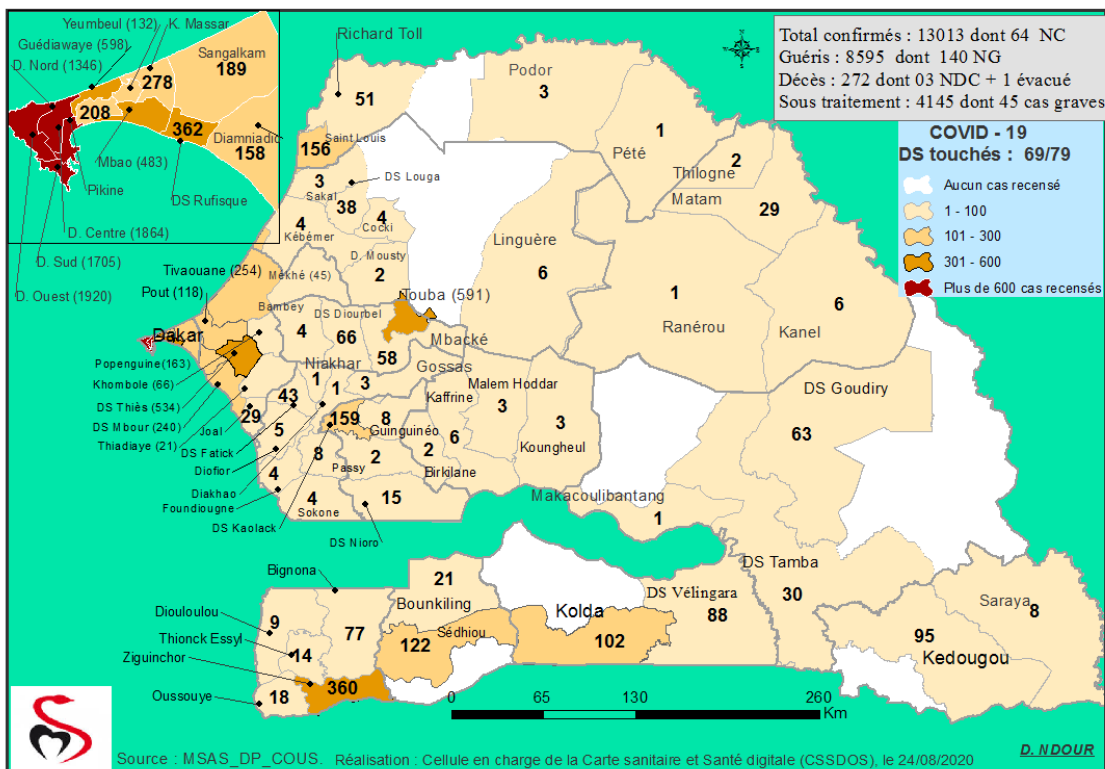 Yeumbeul (132)
K. Massar
Guédiawaye (598)
D. Nord (1346)
Sangalkam
189
278
208
362
Diamniadio
158
Mbao (483)
Pikine
DS Rufisque
D. Centre (1864)
D. Sud (1705)
D. Ouest (1920)
Total confirmés : 13013 dont 64 NC
Guéris : 8595 dont 140 NG
Décès : 272 dont 03 NDC + 1 évacué
Sous traitement : 4145 dont 45 cas graves
COVID - 19
DS touchés : 69/79
Aucun cas recensé
1 - 100
101 - 300
301 - 600
Plus de 600 cas recensés
Richard Toll
51
Podor
3
1
Pété
2
Thilogne
Matam
29
Saint Louis
156
DS Louga
3
Sakal
38
4
Cocki
4
Kébémer
D. Mousty
2
Linguère
6
1
Ranérou
6
Kanel
Tivaouane (254)
Mékhé (45)
Pout (118)
Bambey
4
DS Diourbel
66
Touba (591)
Mbacké
58
Dakar
Popenguine (163)
Khombole (66)
DS Thiès (534)
DS Mbour (240)
Joal
29
Thiadiaye (21)
DS Fatick
43
Diofior
5
Diakhao
4
Foundiougne
DS Kaolack
Niakhar
1
1
3
Gossas
159
8
Guinguinéo
8
Passy
2
4
Sokone
15
DS Nioro
Kaffrine
6
2
Birkilane
Malem Hoddar
3
3
Koungheul
DS Goudiry
63
Makacoulibantang
1
DS Tamba
30
Saraya
8
95
Kedougou
Bignona
Diouloulou
9
77
Thionck Essyl
14
Ziguinchor
360
Oussouye
18
21
Bounkiling
Sédhiou
122
Kolda
102
DS Vélingara
88
0 65 130 260
Km
Source : MSAS_DP_COUS. Réalisation : Cellule en charge de la Carte sanitaire et Santé digitale (CSSDOS), le 24/08/2020
D. NDOUR